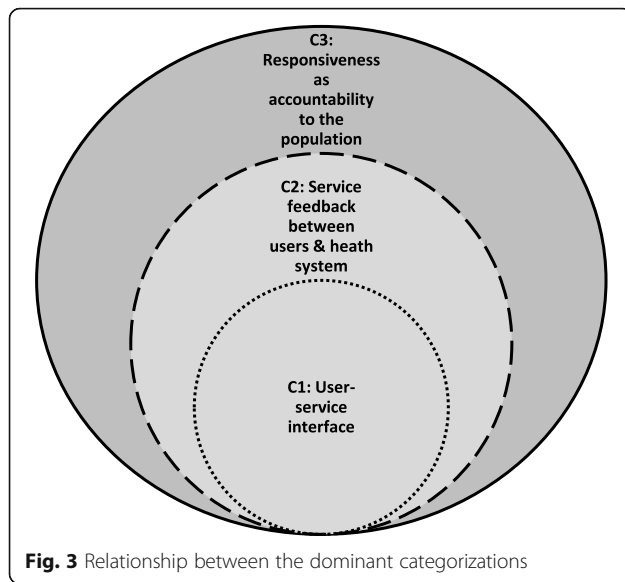 C3:
Responsiveness
as
accountability
to the
population
C2: Service
feedback
between
users & heath
system
C1: User-
service
interface
Fig. 3 Relationship between the dominant categorizations